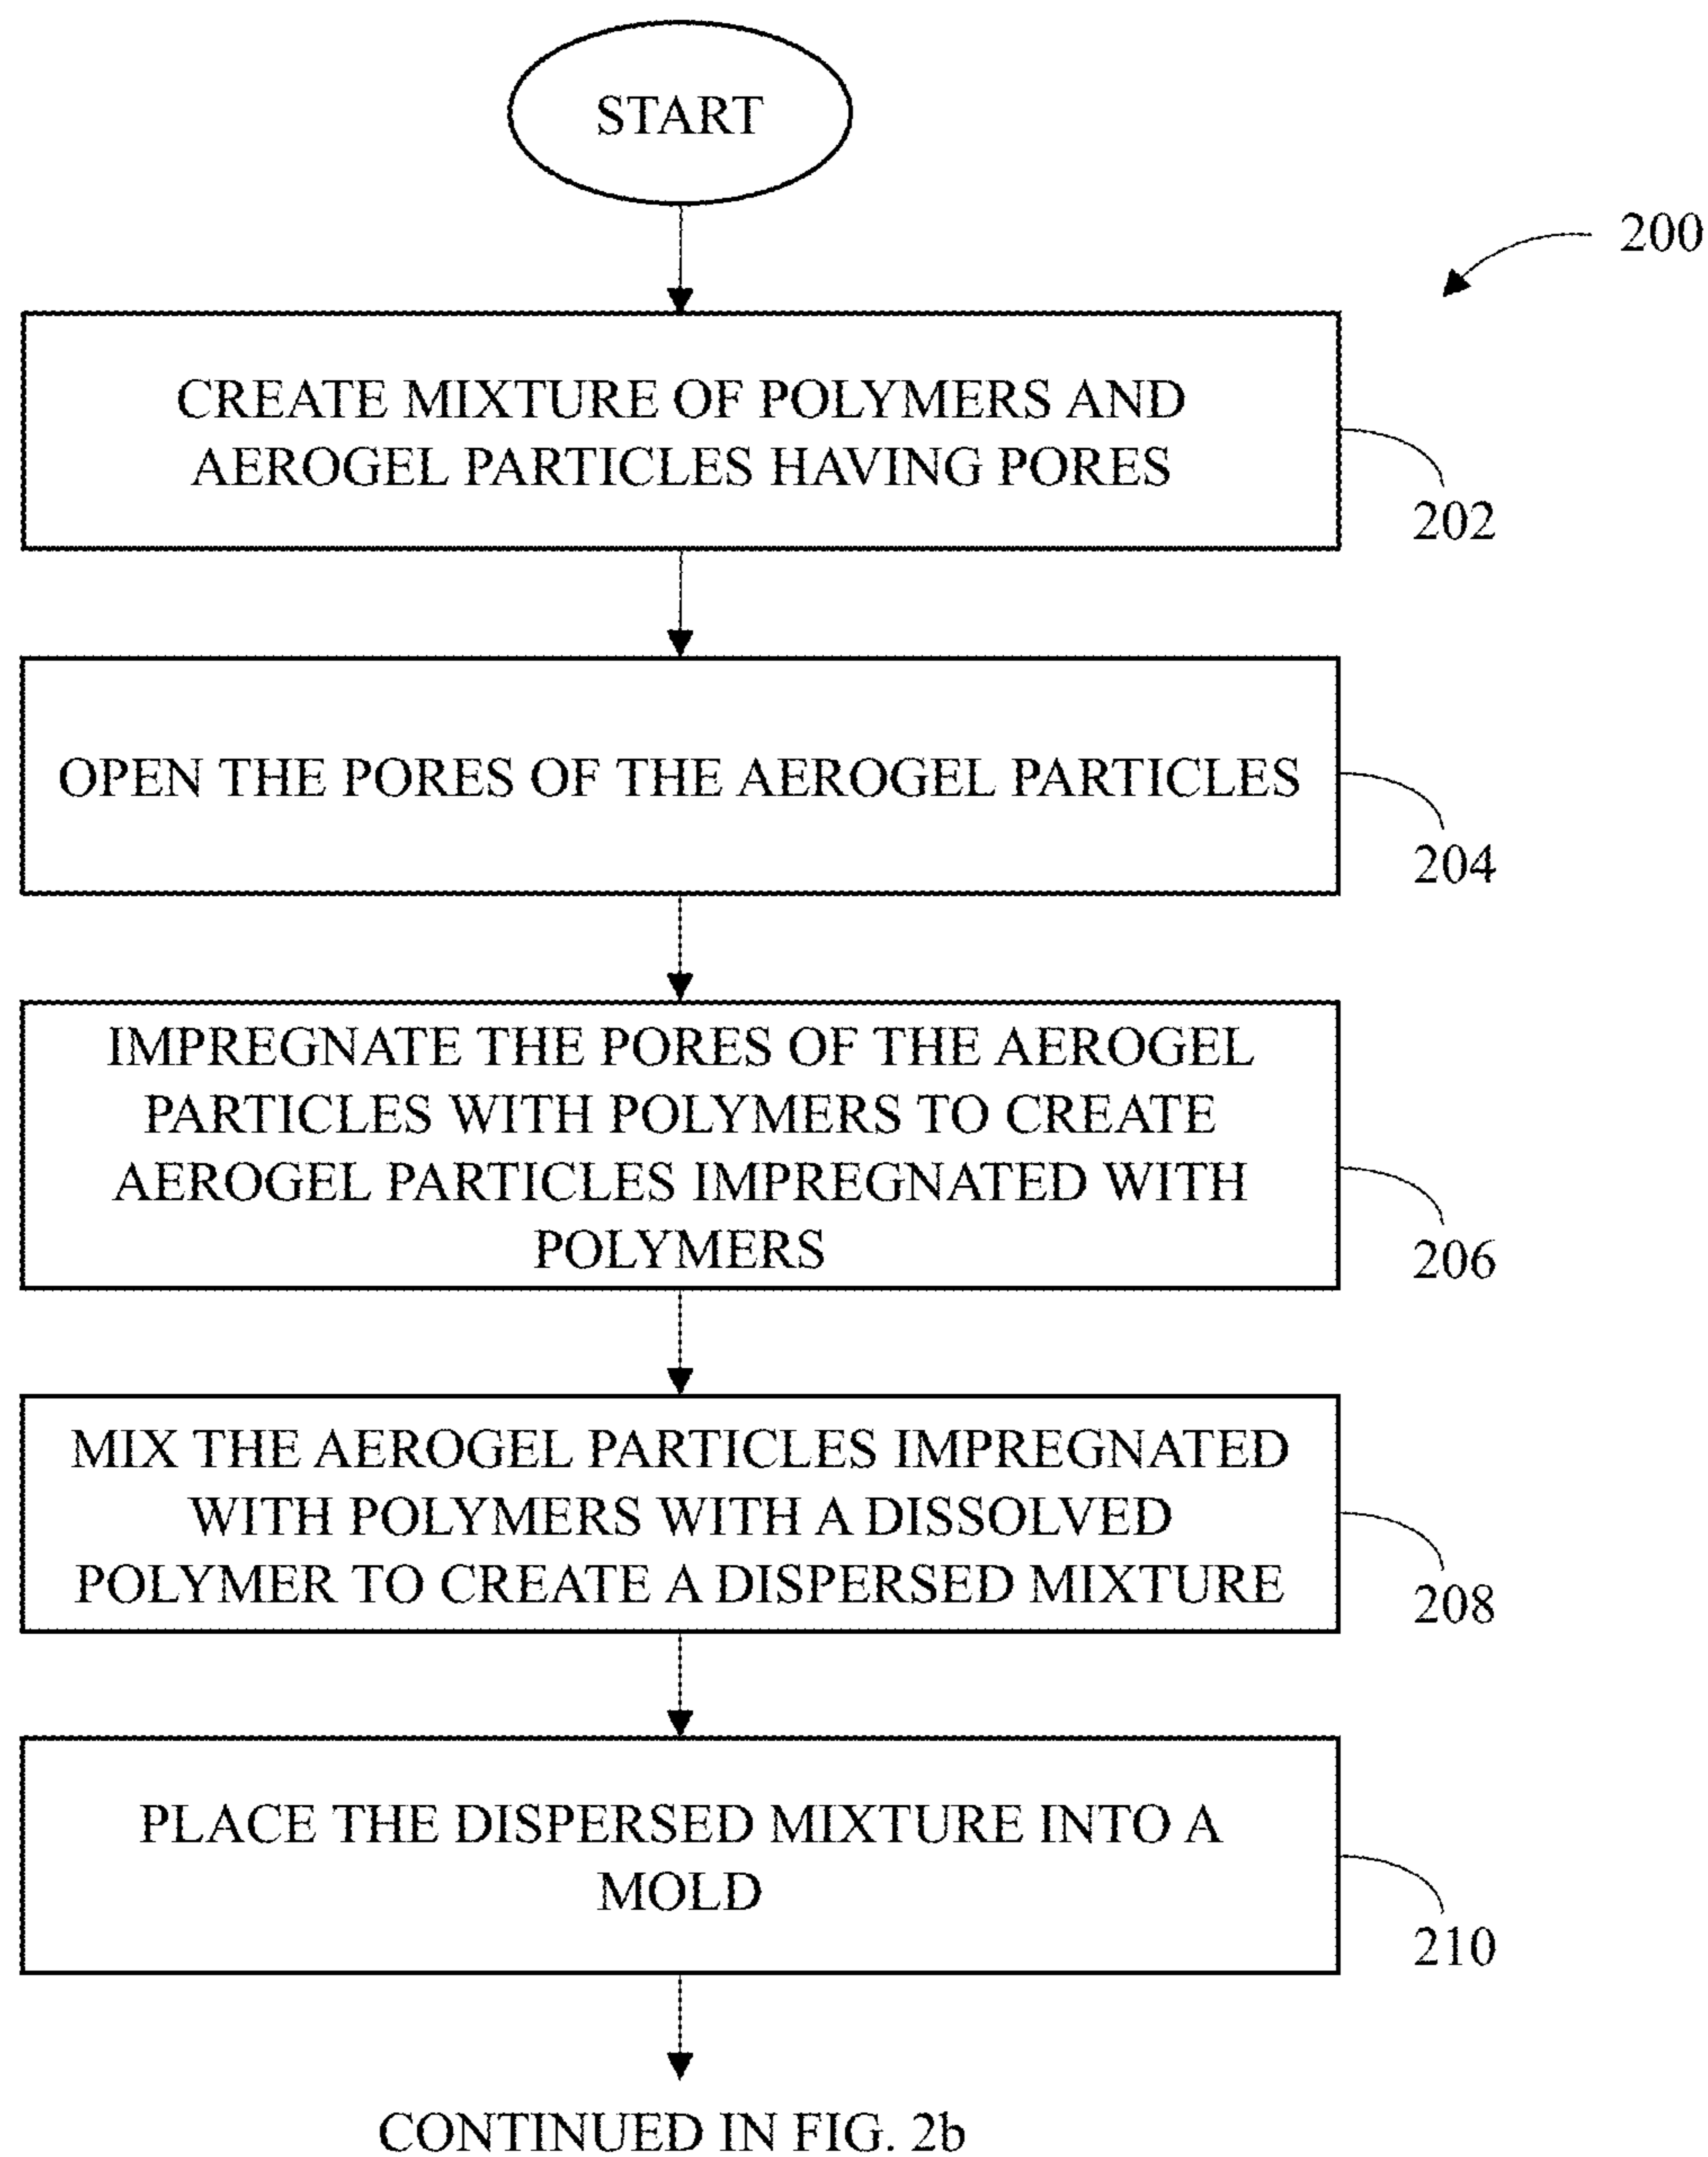 START
200
CREATE MIXTURE OF POLYMERS AND
AEROGEL PARTICLES HAVING PORES
202
OPEN THE PORES OF THE AEROGEL PARTICLES
204
IMPREGNATE THE PORES OF THE AEROGEL
PARTICLES WITH POLYMERS TO CREATE
AEROGEL PARTICLES IMPREGNATED WITH
POLYMERS
206
MIX THE AEROGEL PARTICLES IMPREGNATED
WITH POLYMERS WITH A DISSOLVED
POLYMER TO CREATE A DISPERSED MIXTURE
208
PLACE THE DISPERSED MIXTURE INTO A
MOLD
210
CONTINUED IN FIG. 2b